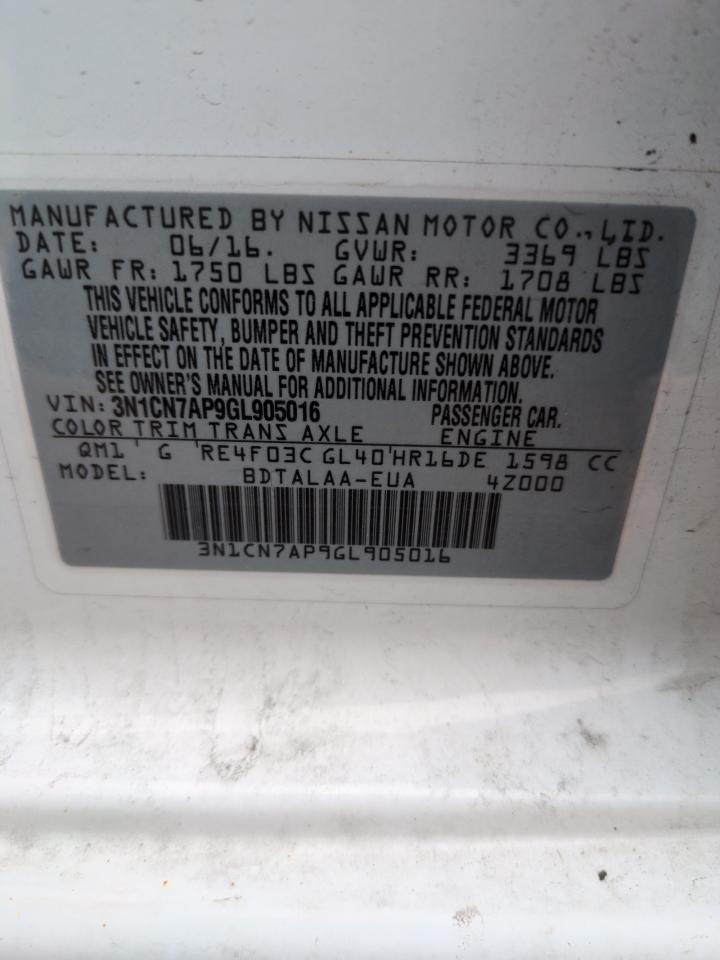 MANUFACTURED BY NISSAN MOTOR CO., LTD.
DATE: 06/16. GVWR: 3369 LBS
GAWR FR: 1750 LBS GAWR RR: 1708 LBS
THIS VEHICLE CONFORMS TO ALL APPLICABLE FEDERAL MOTOR
VEHICLE SAFETY, BUMPER AND THEFT PREVENTION STANDARDS
IN EFFECT ON THE DATE OF MANUFACTURE SHOWN ABOVE.
SEE OWNER'S MANUAL FOR ADDITIONAL INFORMATION.
VIN: 3N1CN7AP9GL905016 PASSENGER CAR.
COLOR TRIM TRANS AXLE ENGINE
QM1 ' G 'RE4F03C GL40'HR16DE 1598 CC
MODEL: BDTALAA-EUA 4Z000
3N1CN7AP9GL905016